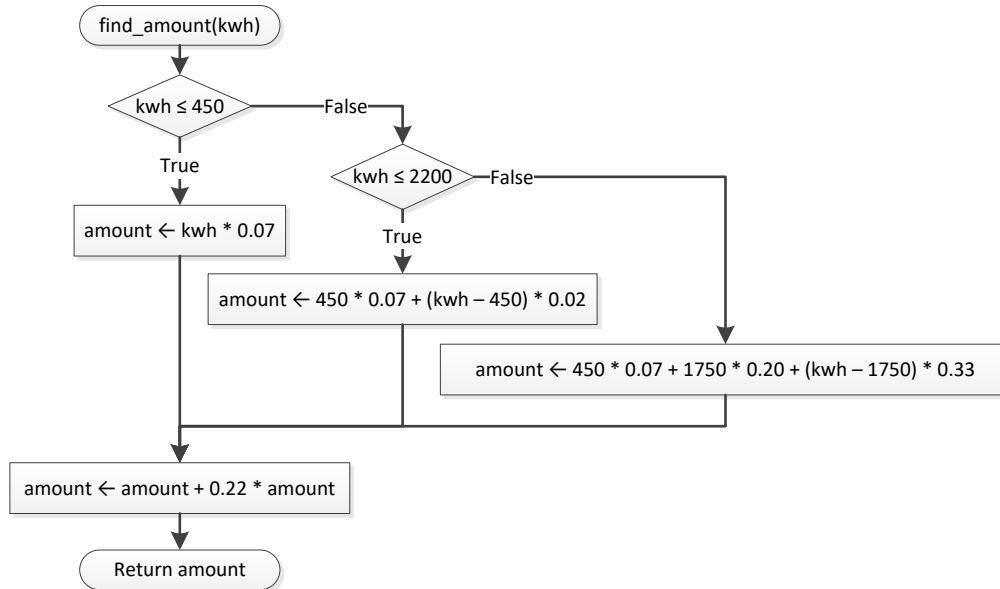 find_amount(kwh)
kwh ≤ 450
False
True
kwh ≤ 2200
False
amount ← kwh * 0.07
True
amount ← 450 * 0.07 + (kwh – 450) * 0.02
amount ← 450 * 0.07 + 1750 * 0.20 + (kwh – 1750) * 0.33
amount ← amount + 0.22 * amount
Return amount